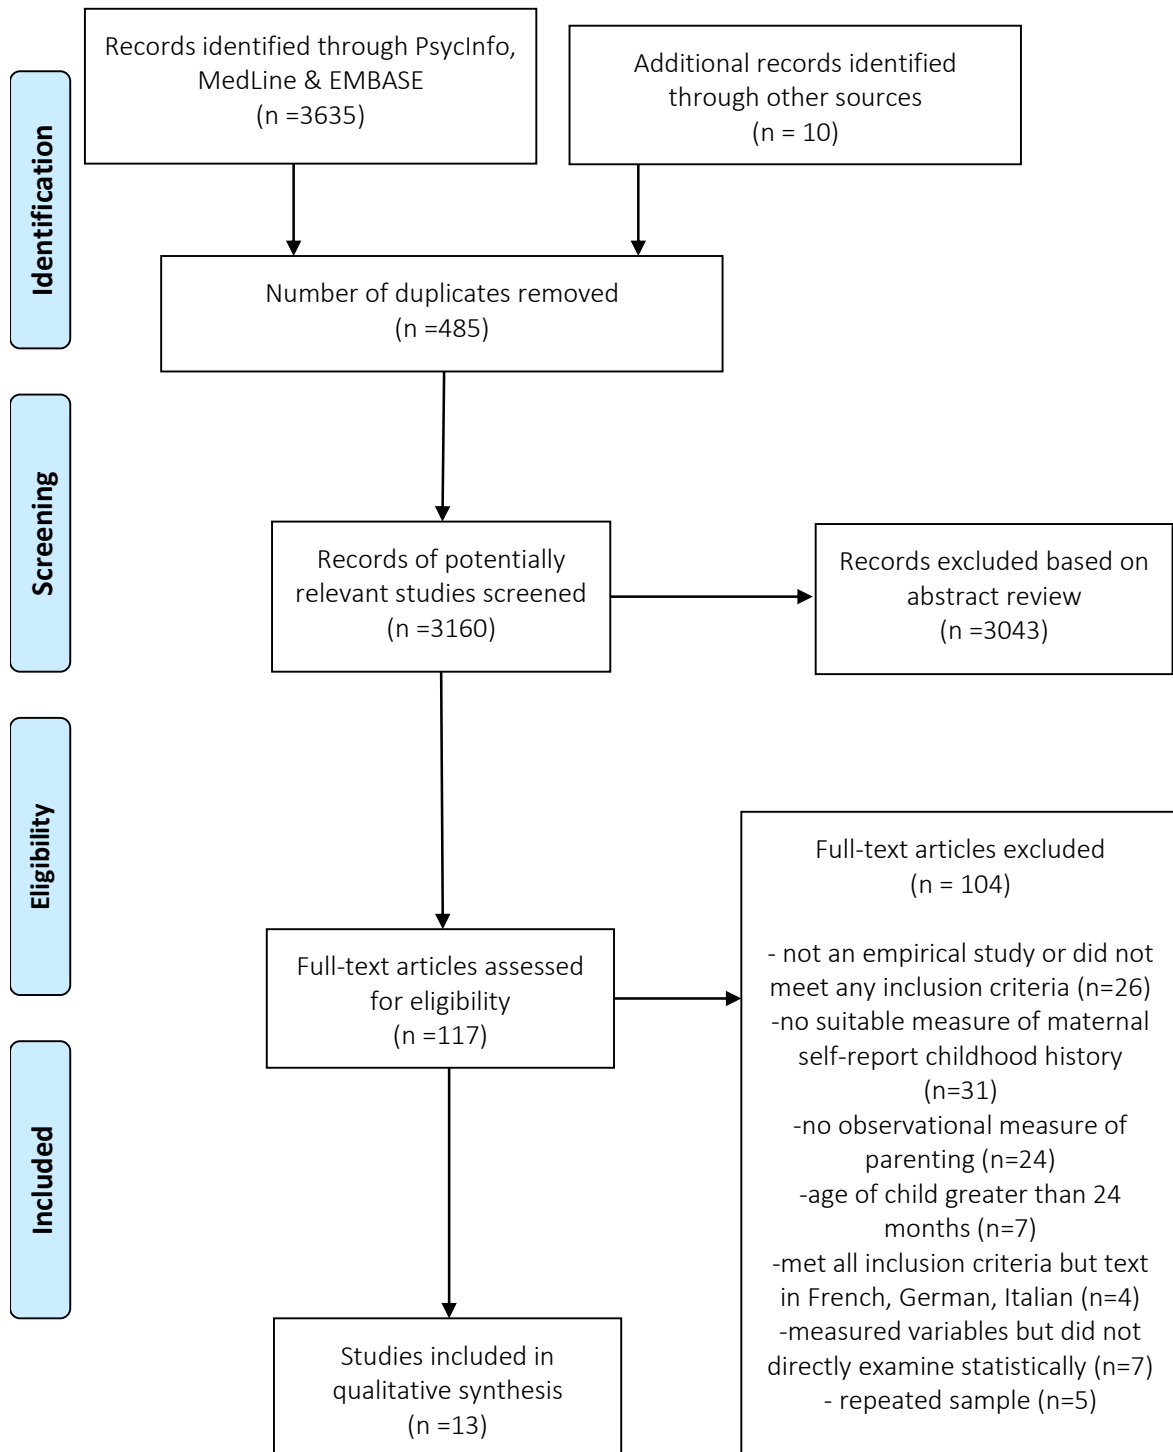 Records identified through PsycInfo,
MedLine & EMBASE
(n =3635)
Additional records identified
through other sources
(n = 10)
Identification
Number of duplicates removed
(n =485)
Screening
Records of potentially
relevant studies screened
(n =3160)
Records excluded based on
abstract review
(n =3043)
Eligibility
Full-text articles assessed
for eligibility
(n =117)
Full-text articles excluded
(n = 104)
- not an empirical study or did not
meet any inclusion criteria (n=26)
-no suitable measure of maternal
self-report childhood history
(n=31)
-no observational measure of
parenting (n=24)
-age of child greater than 24
months (n=7)
-met all inclusion criteria but text
in French, German, Italian (n=4)
-measured variables but did not
directly examine statistically (n=7)
- repeated sample (n=5)
Included
Studies included in
qualitative synthesis
(n =13)